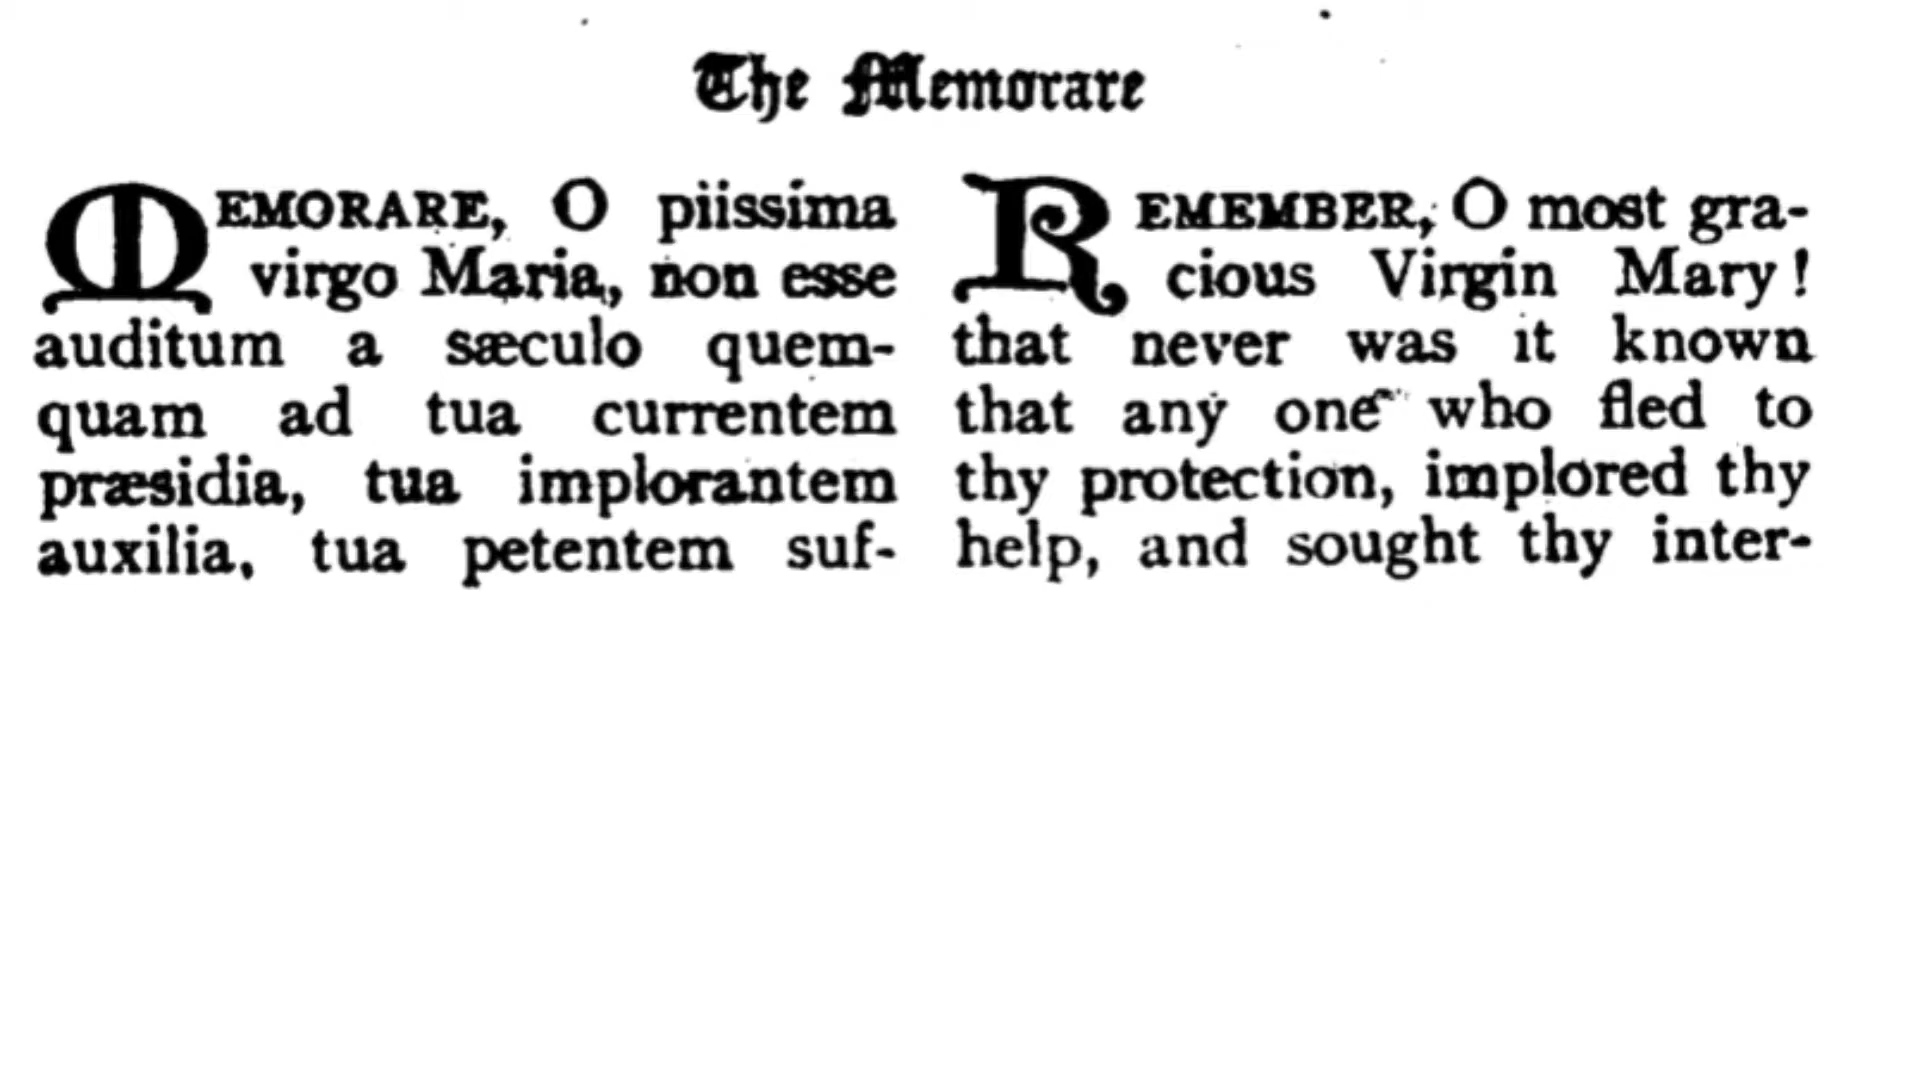 The Memorare
MEMORARE, O piissima
virgo Maria, non esse
auditum a sæculo quem-
quam ad tua currentem
præsidia, tua implorantem
auxilia, tua petentem suf-
REMEMBER, O most gra-
cious Virgin Mary!
that never was it known
that any one who fled to
thy protection, implored thy
help, and sought thy inter-